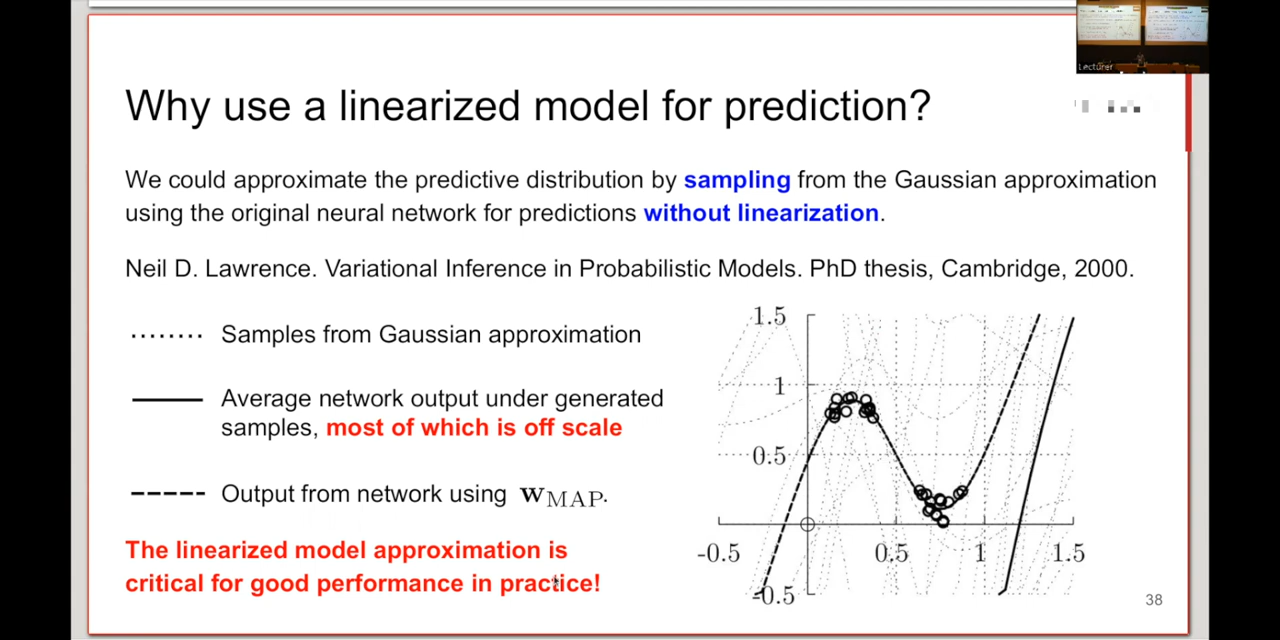 Lecturer
Why use a linearized model for prediction?
We could approximate the predictive distribution by sampling from the Gaussian approximation
using the original neural network for predictions without linearization.
Neil D. Lawrence. Variational Inference in Probabilistic Models. PhD thesis, Cambridge, 2000.
Samples from Gaussian approximation
Average network output under generated
samples, most of which is off scale
Output from network using wMAP.
The linearized model approximation is
critical for good performance in practice!
1.5
1
0.5
-0.5
0.5
1
1.5
-0.5
38